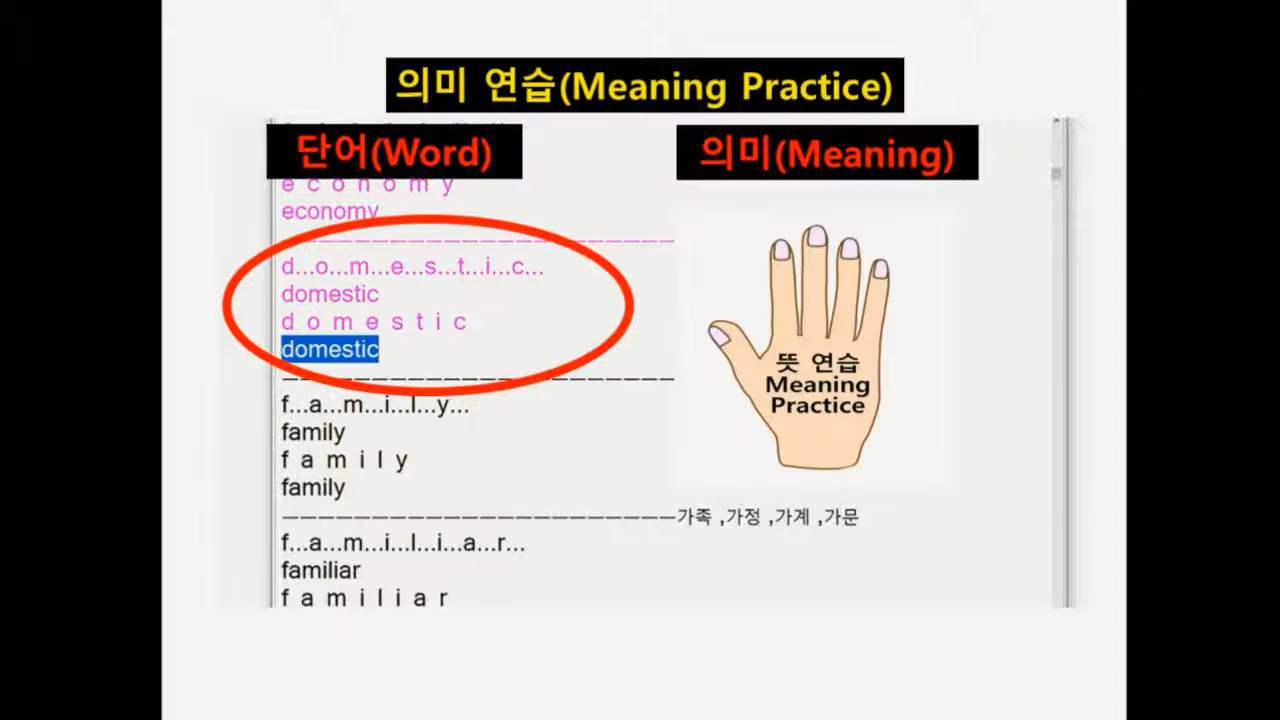 의미 연습(Meaning Practice)
단어(Word)
의미(Meaning)
e c o n o m y
economy
————————————————————
d...o...m...e...s...t...i...c...
domestic
d o m e s t i c
domestic
————————————————————
f...a...m...i...l...y...
family
f a m i l y
family
————————————————————가족 ,가정 ,가계 ,가문
f...a...m...i...l...i...a...r...
familiar
f a m i l i a r
뜻 연습
Meaning
Practice